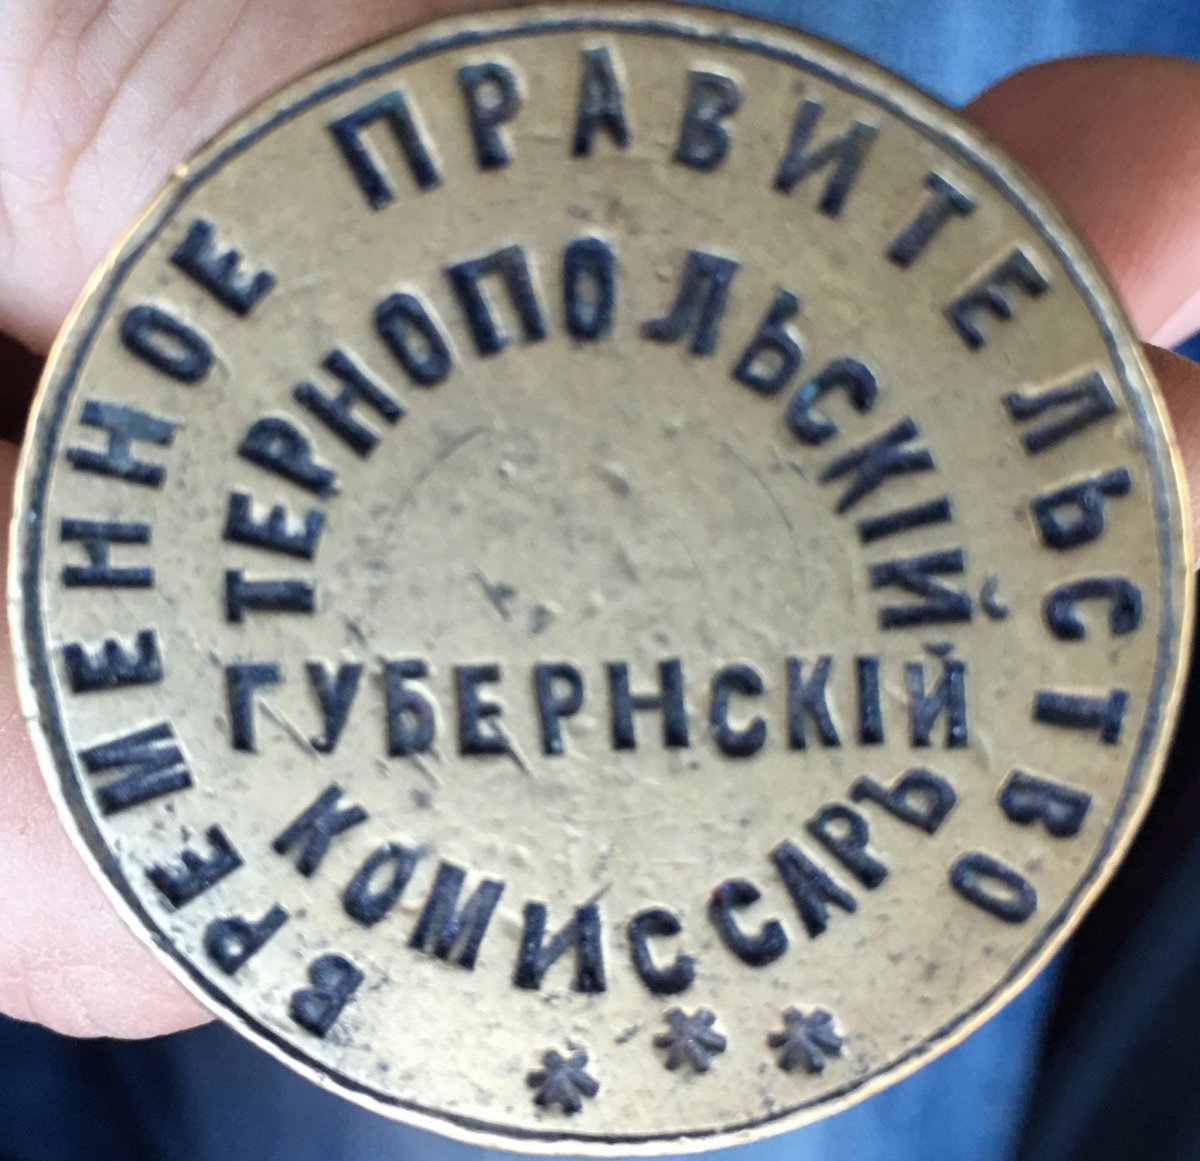 ВРЕМЕННОЕ ПРАВИТЕЛЬСТВО
ТЕРНОПОЛЬСКІЙ
ГУБЕРНСКІЙ
КОМИССАРЪ
***